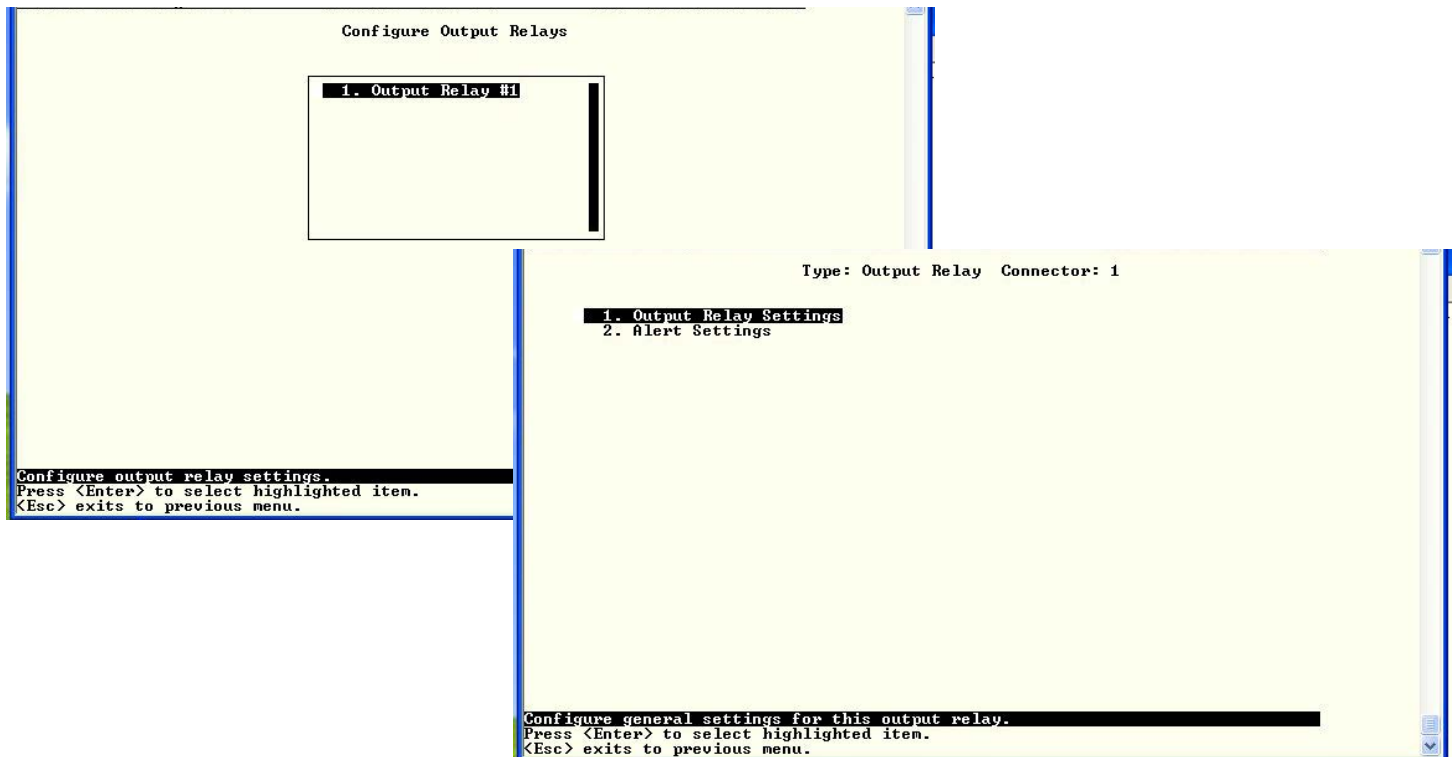 Configure Output Relays
1. Output Relay #1
Configure output relay settings.
Press <Enter> to select highlighted item.
<Esc> exits to previous menu.
Type: Output Relay Connector: 1
1. Output Relay Settings
2. Alert Settings
Configure general settings for this output relay.
Press <Enter> to select highlighted item.
<Esc> exits to previous menu.